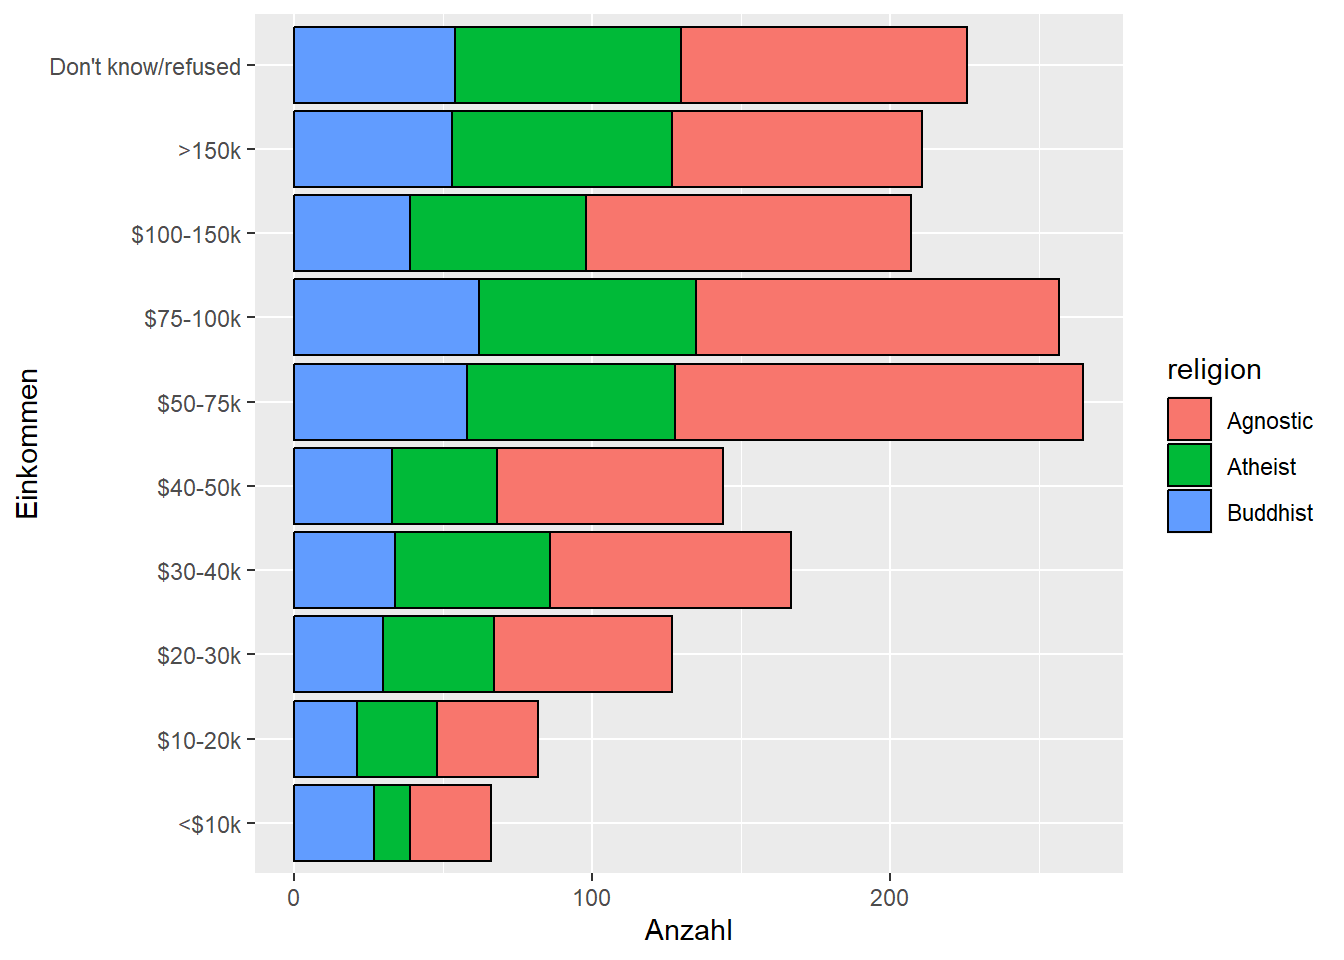 Don't know/refused
>150k
$100-150k
$75-100k
$50-75k
$40-50k
$30-40k
$20-30k
$10-20k
<$10k
Einkommen
0 100 200
Anzahl
religion
Agnostic
Atheist
Buddhist